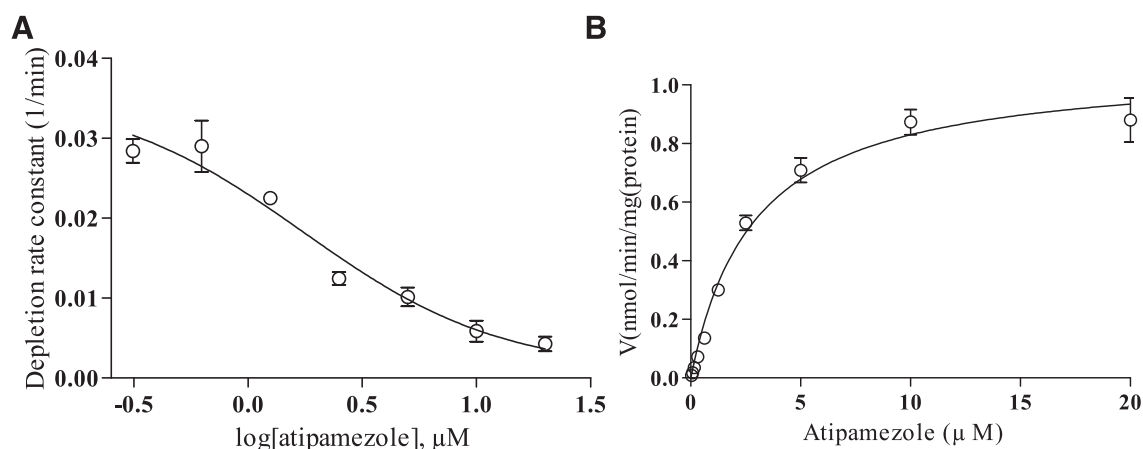 A
Depletion rate constant (1/min)
0.04
0.03
0.02
0.01
0.00
-0.5 0.0 0.5 1.0 1.5
log[atipamezole], μM
B
V(nmol/min/mg(protein)
1.0
0.8
0.6
0.4
0.2
0.0
0 5 10 15 20
Atipamezole (μ M)